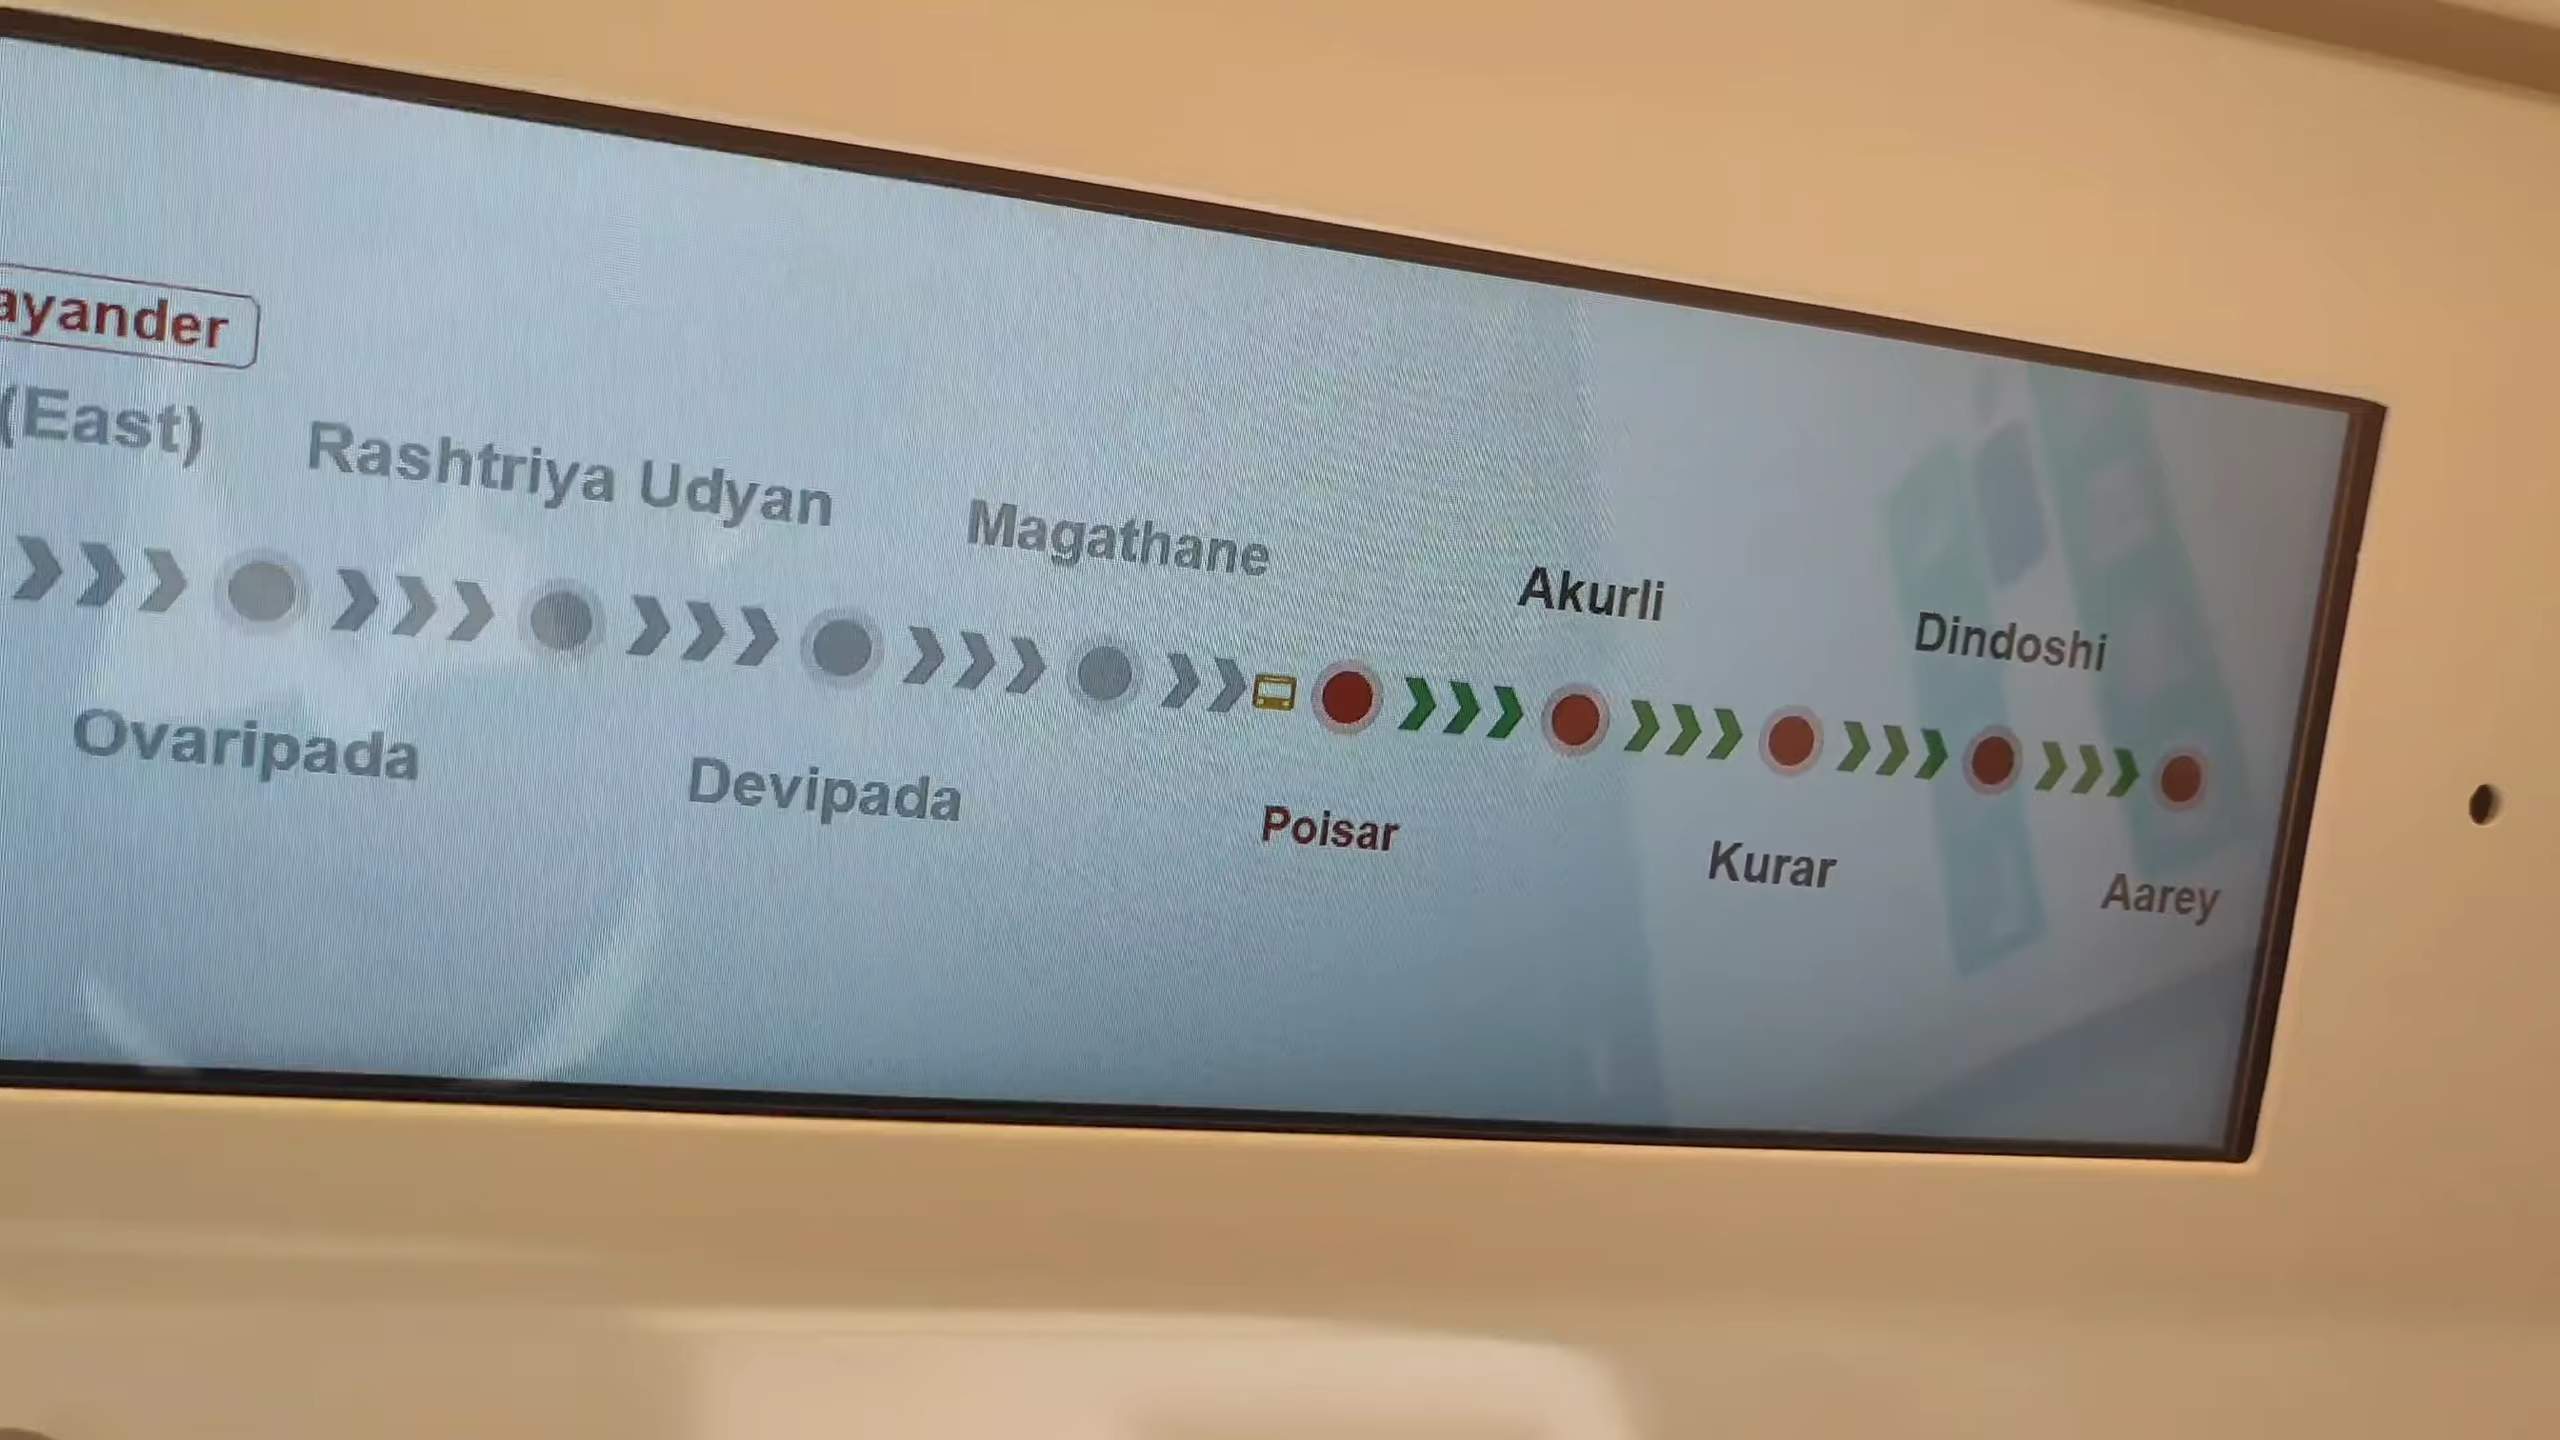 ayander
(East)
Rashtriya Udyan
Magathane
Akurli
Dindoshi
Ovaripada
Devipada
Poisar
Kurar
Aarey